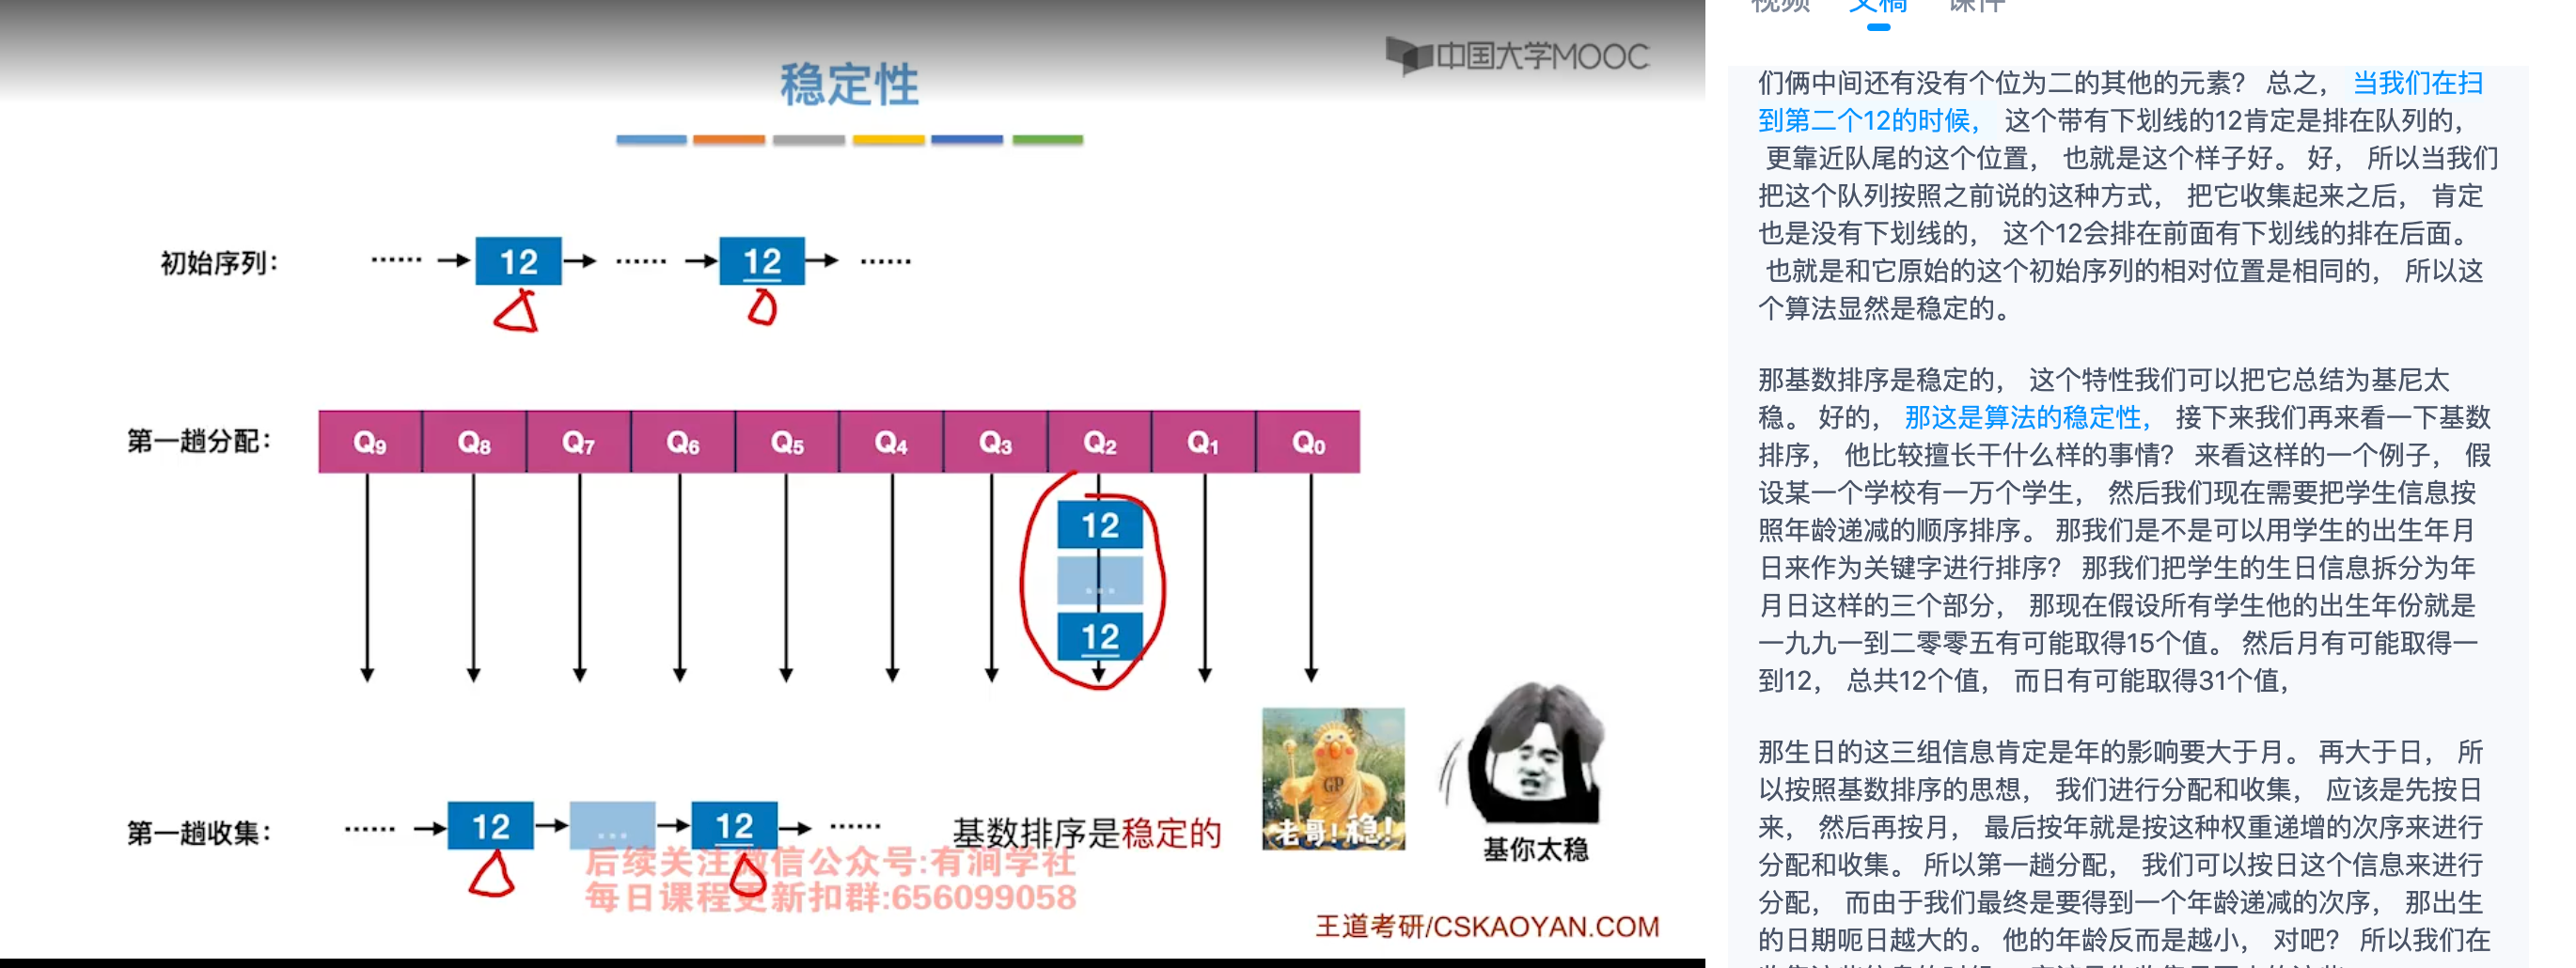 中国大学MOOC
稳定性
初始序列：
…… 12 …… 12 ……
第一趟分配：
Q9 Q8 Q7 Q6 Q5 Q4 Q3 Q2 Q1 Q0
12
...
12
第一趟收集：
…… 12 ... 12 ……
基数排序是稳定的
GP
老哥!稳!
基你太稳
后续关注微信公众号:有涧学社
每日课程更新扣群:656099058
王道考研/CSKAOYAN.COM
视频 文稿 课件
们俩中间还有没有个位为二的其他的元素？ 总之， 当我们在扫
到第二个12的时候， 这个带有下划线的12肯定是排在队列的，
更靠近队尾的这个位置， 也就是这个样子好。 好， 所以当我们
把这个队列按照之前说的这种方式， 把它收集起来之后， 肯定
也是没有下划线的， 这个12会排在前面有下划线的排在后面。
也就是和它原始的这个初始序列的相对位置是相同的， 所以这
个算法显然是稳定的。
那基数排序是稳定的， 这个特性我们可以把它总结为基尼太
稳。 好的， 那这是算法的稳定性， 接下来我们再来看一下基数
排序， 他比较擅长干什么样的事情？ 来看这样的一个例子， 假
设某一个学校有一万个学生， 然后我们现在需要把学生信息按
照年龄递减的顺序排序。 那我们是不是可以用学生的出生年月
日来作为关键字进行排序？ 那我们把学生的生日信息拆分为年
月日这样的三个部分， 那现在假设所有学生他的出生年份就是
一九九一到二零零五有可能取得15个值。 然后月有可能取得一
到12， 总共12个值， 而日有可能取得31个值，
那生日的这三组信息肯定是年的影响要大于月。 再大于日， 所
以按照基数排序的思想， 我们进行分配和收集， 应该是先按日
来， 然后再按月， 最后按年就是按这种权重递增的次序来进行
分配和收集。 所以第一趟分配， 我们可以按日这个信息来进行
分配， 而由于我们最终是要得到一个年龄递减的次序， 那出生
的日期呃日越大的。 他的年龄反而是越小， 对吧？ 所以我们在